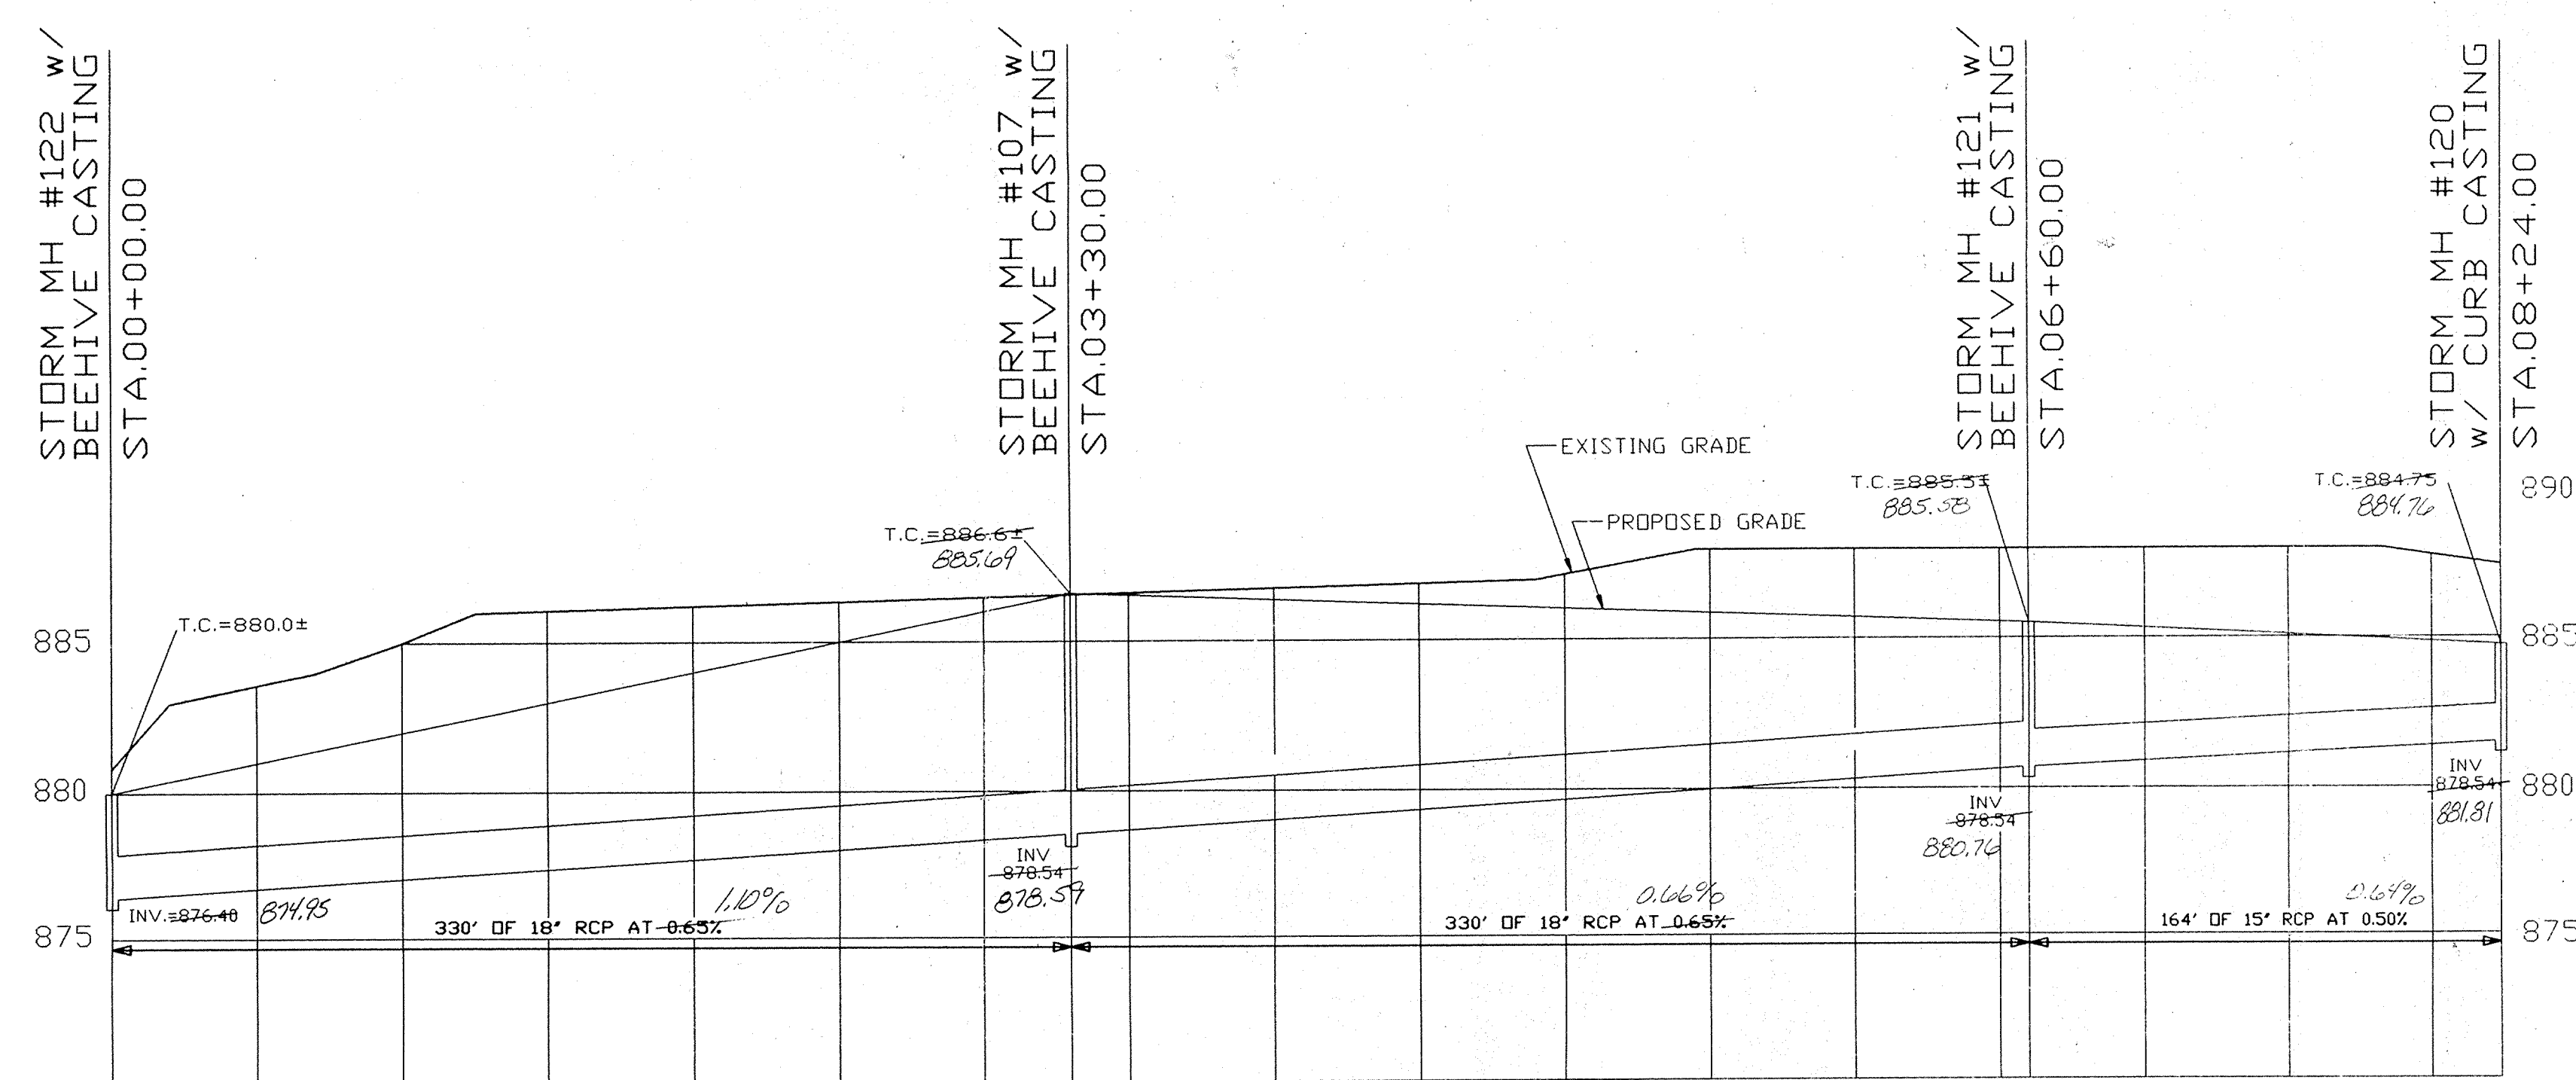 STORM MH #122 w/
BEEHIVE CASTING
STA.00+00.00
STORM MH #107 w/
BEEHIVE CASTING
STA.03+30.00
STORM MH #121 w/
BEEHIVE CASTING
STA.06+60.00
STORM MH #120
w/ CURB CASTING
STA.08+24.00
EXISTING GRADE
PROPOSED GRADE
T.C.=885.5±
885.58
T.C.=884.75
884.76
890
T.C.=886.6±
885.69
T.C.=880.0±
885
885
880
880
INV
878.54
881.81
INV
878.54
880.76
INV
878.54
878.59
INV.=876.40 874.95
1.10%
0.66%
0.64%
330' OF 18" RCP AT 0.65%
330' OF 18" RCP AT 0.65%
164' OF 15" RCP AT 0.50%
875
875